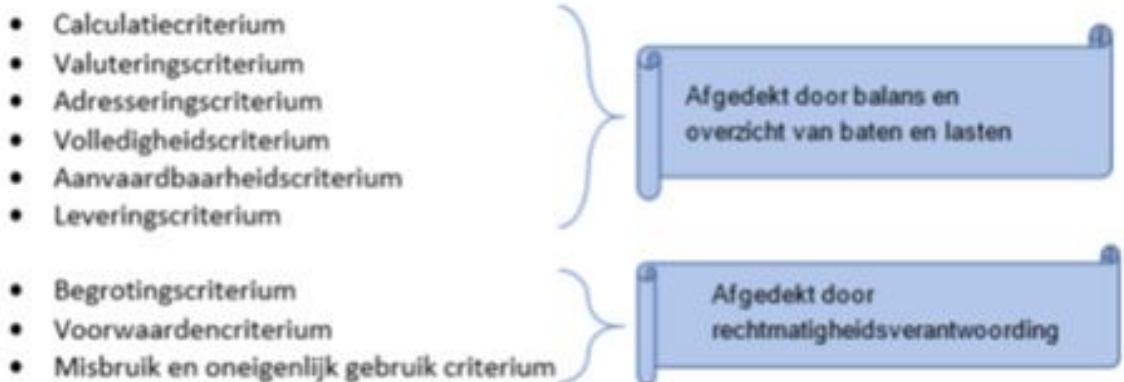 • Calculatiecriterium
• Valuteringscriterium
• Adresseringscriterium
• Volledigheidscriterium
• Aanvaardbaarheidscriterium
• Leveringscriterium
Afgedekt door balans en
overzicht van baten en lasten
• Begrotingscriterium
• Voorwaardencriterium
• Misbruik en oneigenlijk gebruik criterium
Afgedekt door
rechtmatigheidsverantwoording